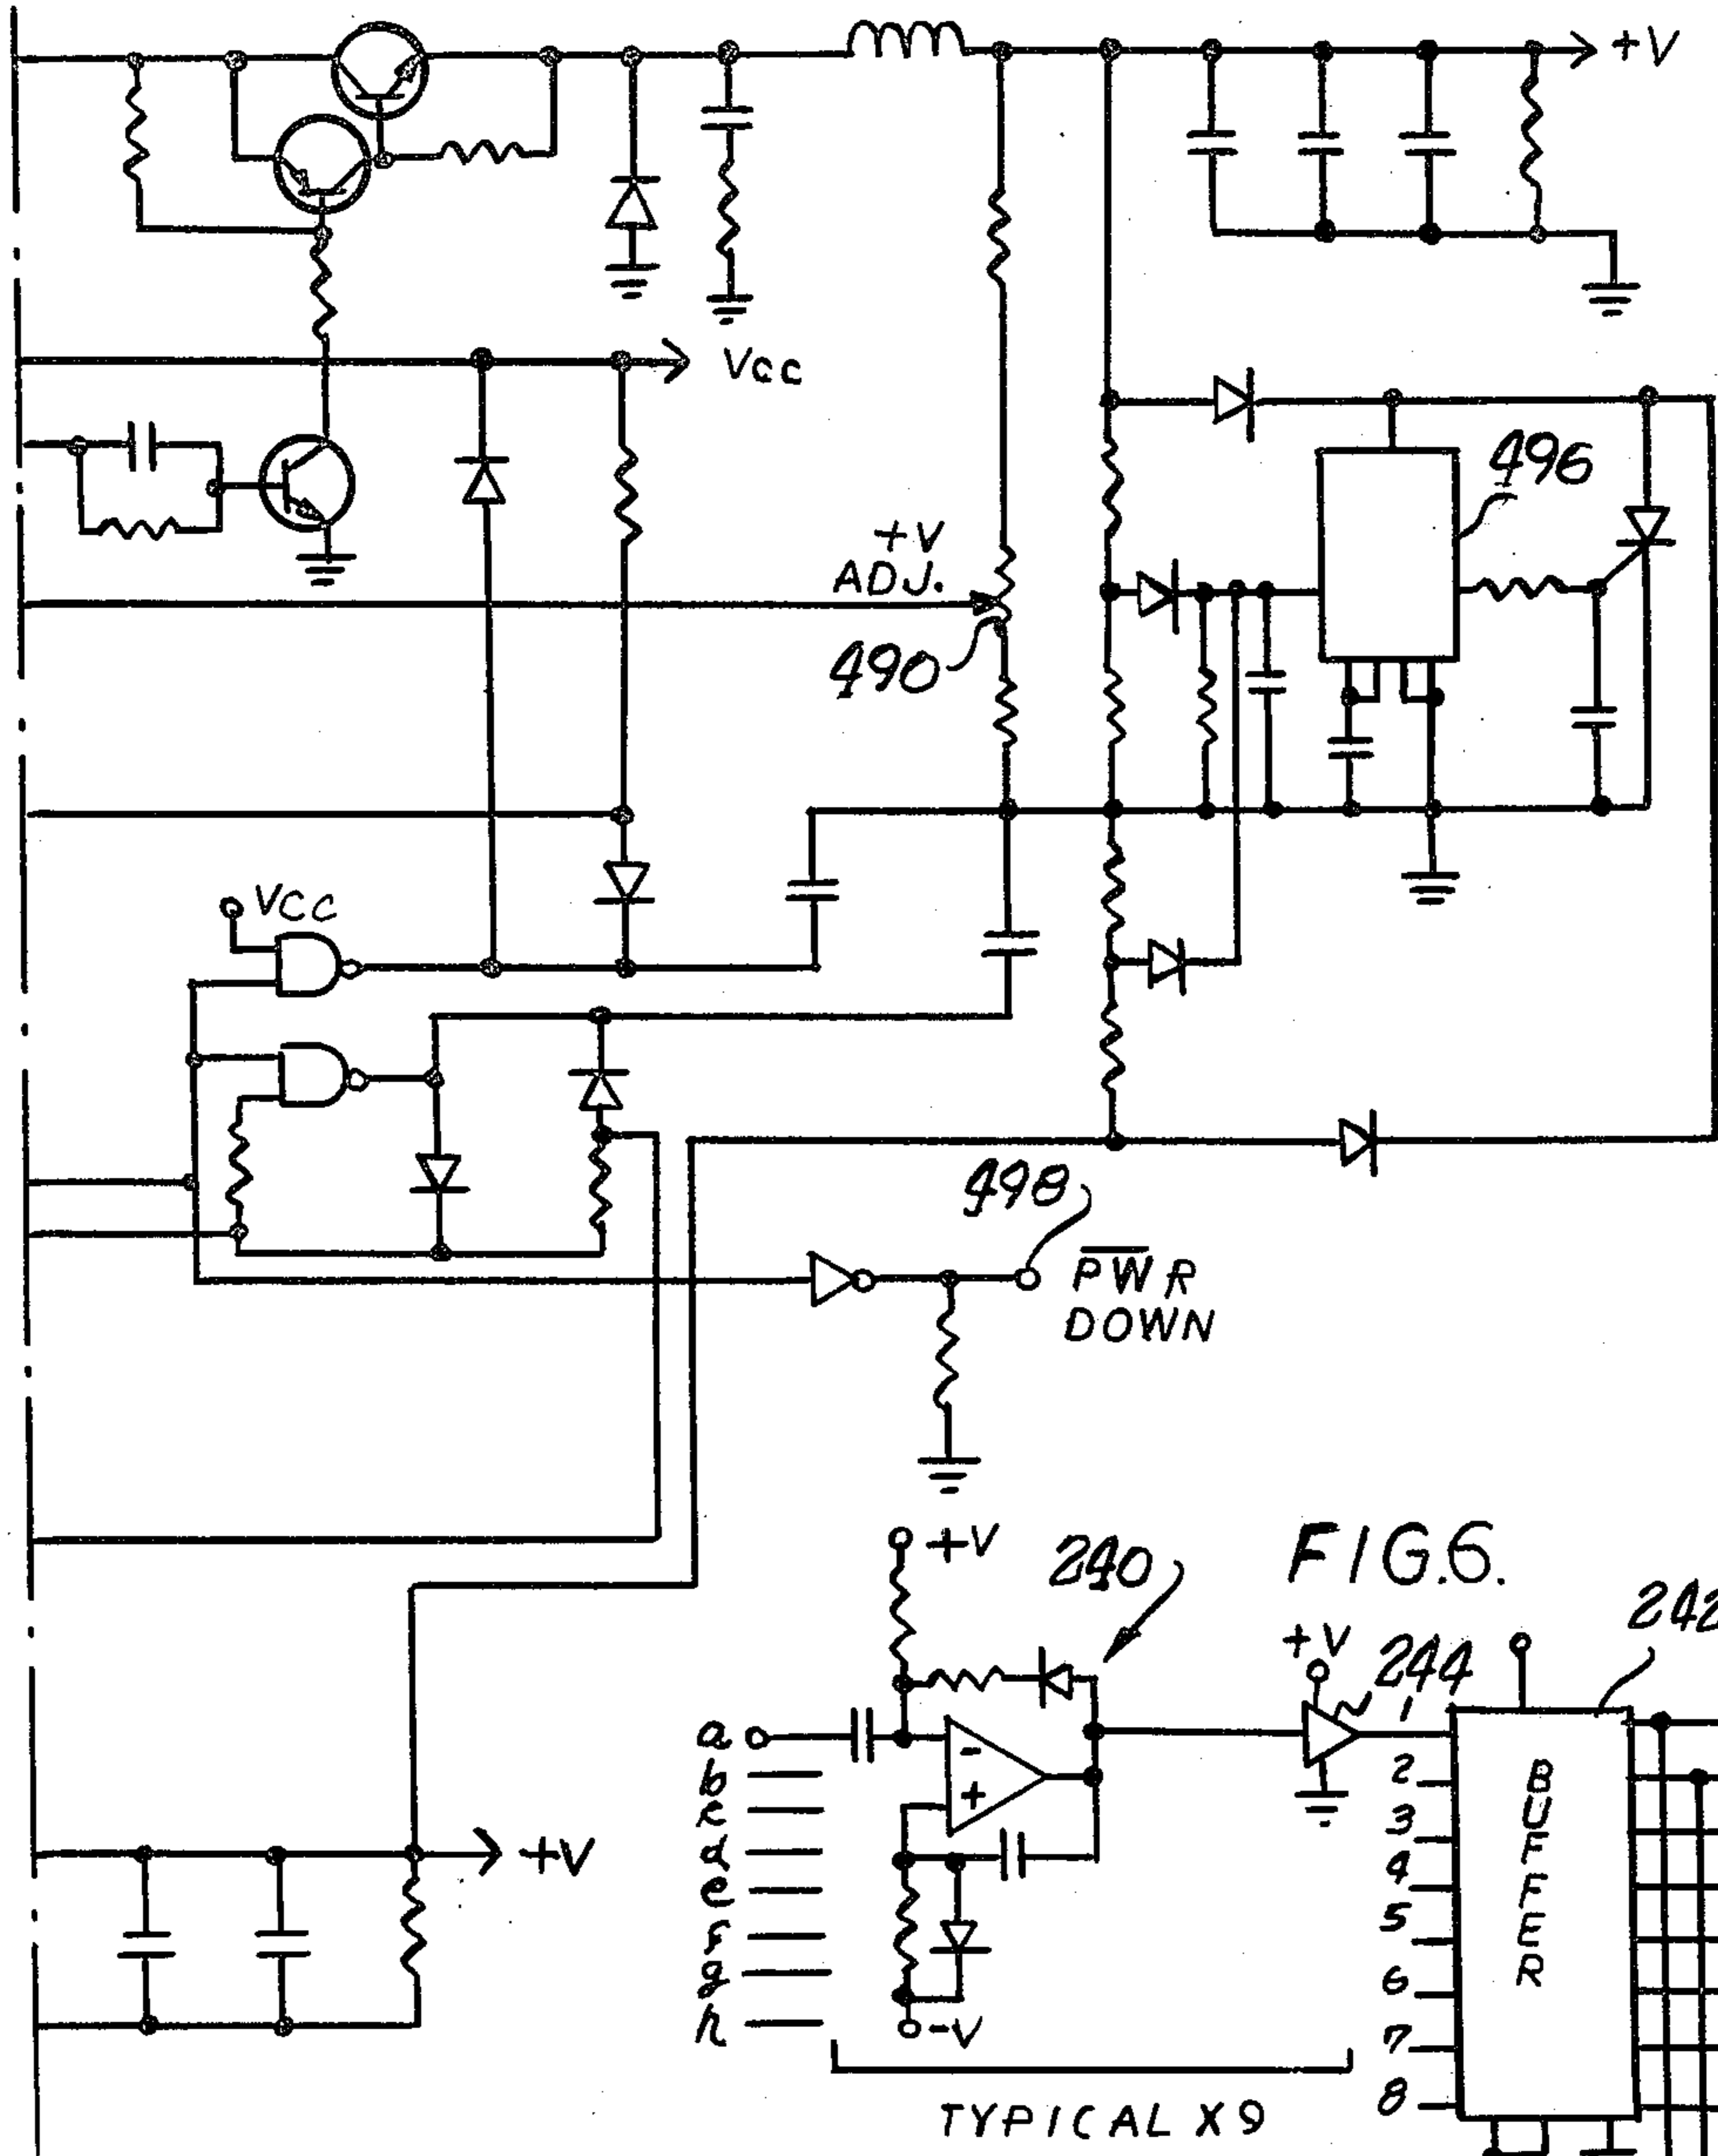 +V
Vcc
496
+V
ADJ.
490
VCC
498
PWR
DOWN
+V
240
FIG.6.
242
+V
244
a
b
c
d
e
f
g
h
-V
1
2
3
4
5
6
7
8
BUFFER
+V
TYPICAL X9